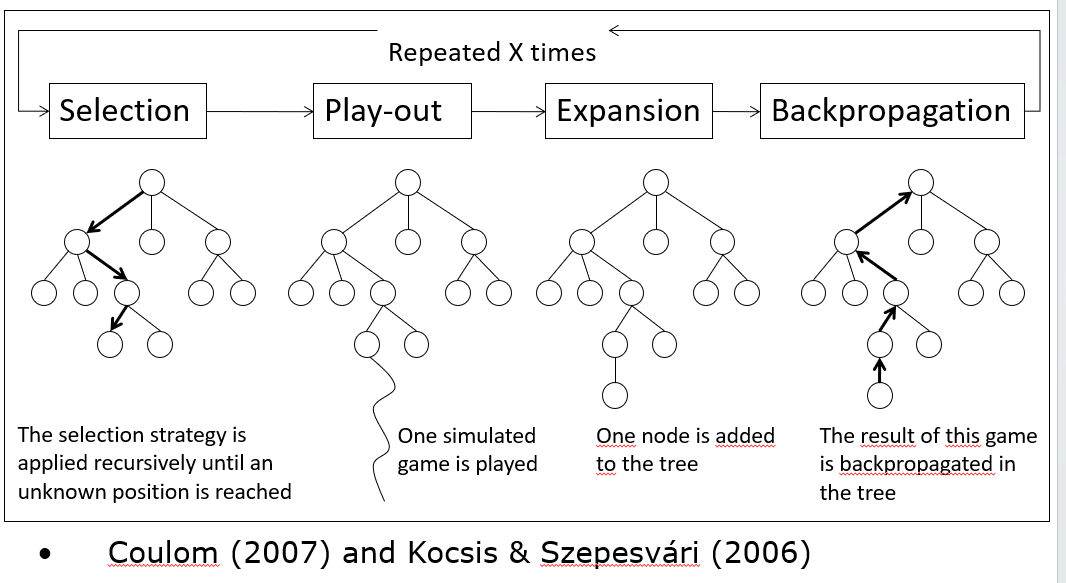 Repeated X times
Selection
Play-out
Expansion
Backpropagation
The selection strategy is
applied recursively until an
unknown position is reached
One simulated
game is played
One node is added
to the tree
The result of this game
is backpropagated in
the tree
• Coulom (2007) and Kocsis & Szepesvári (2006)